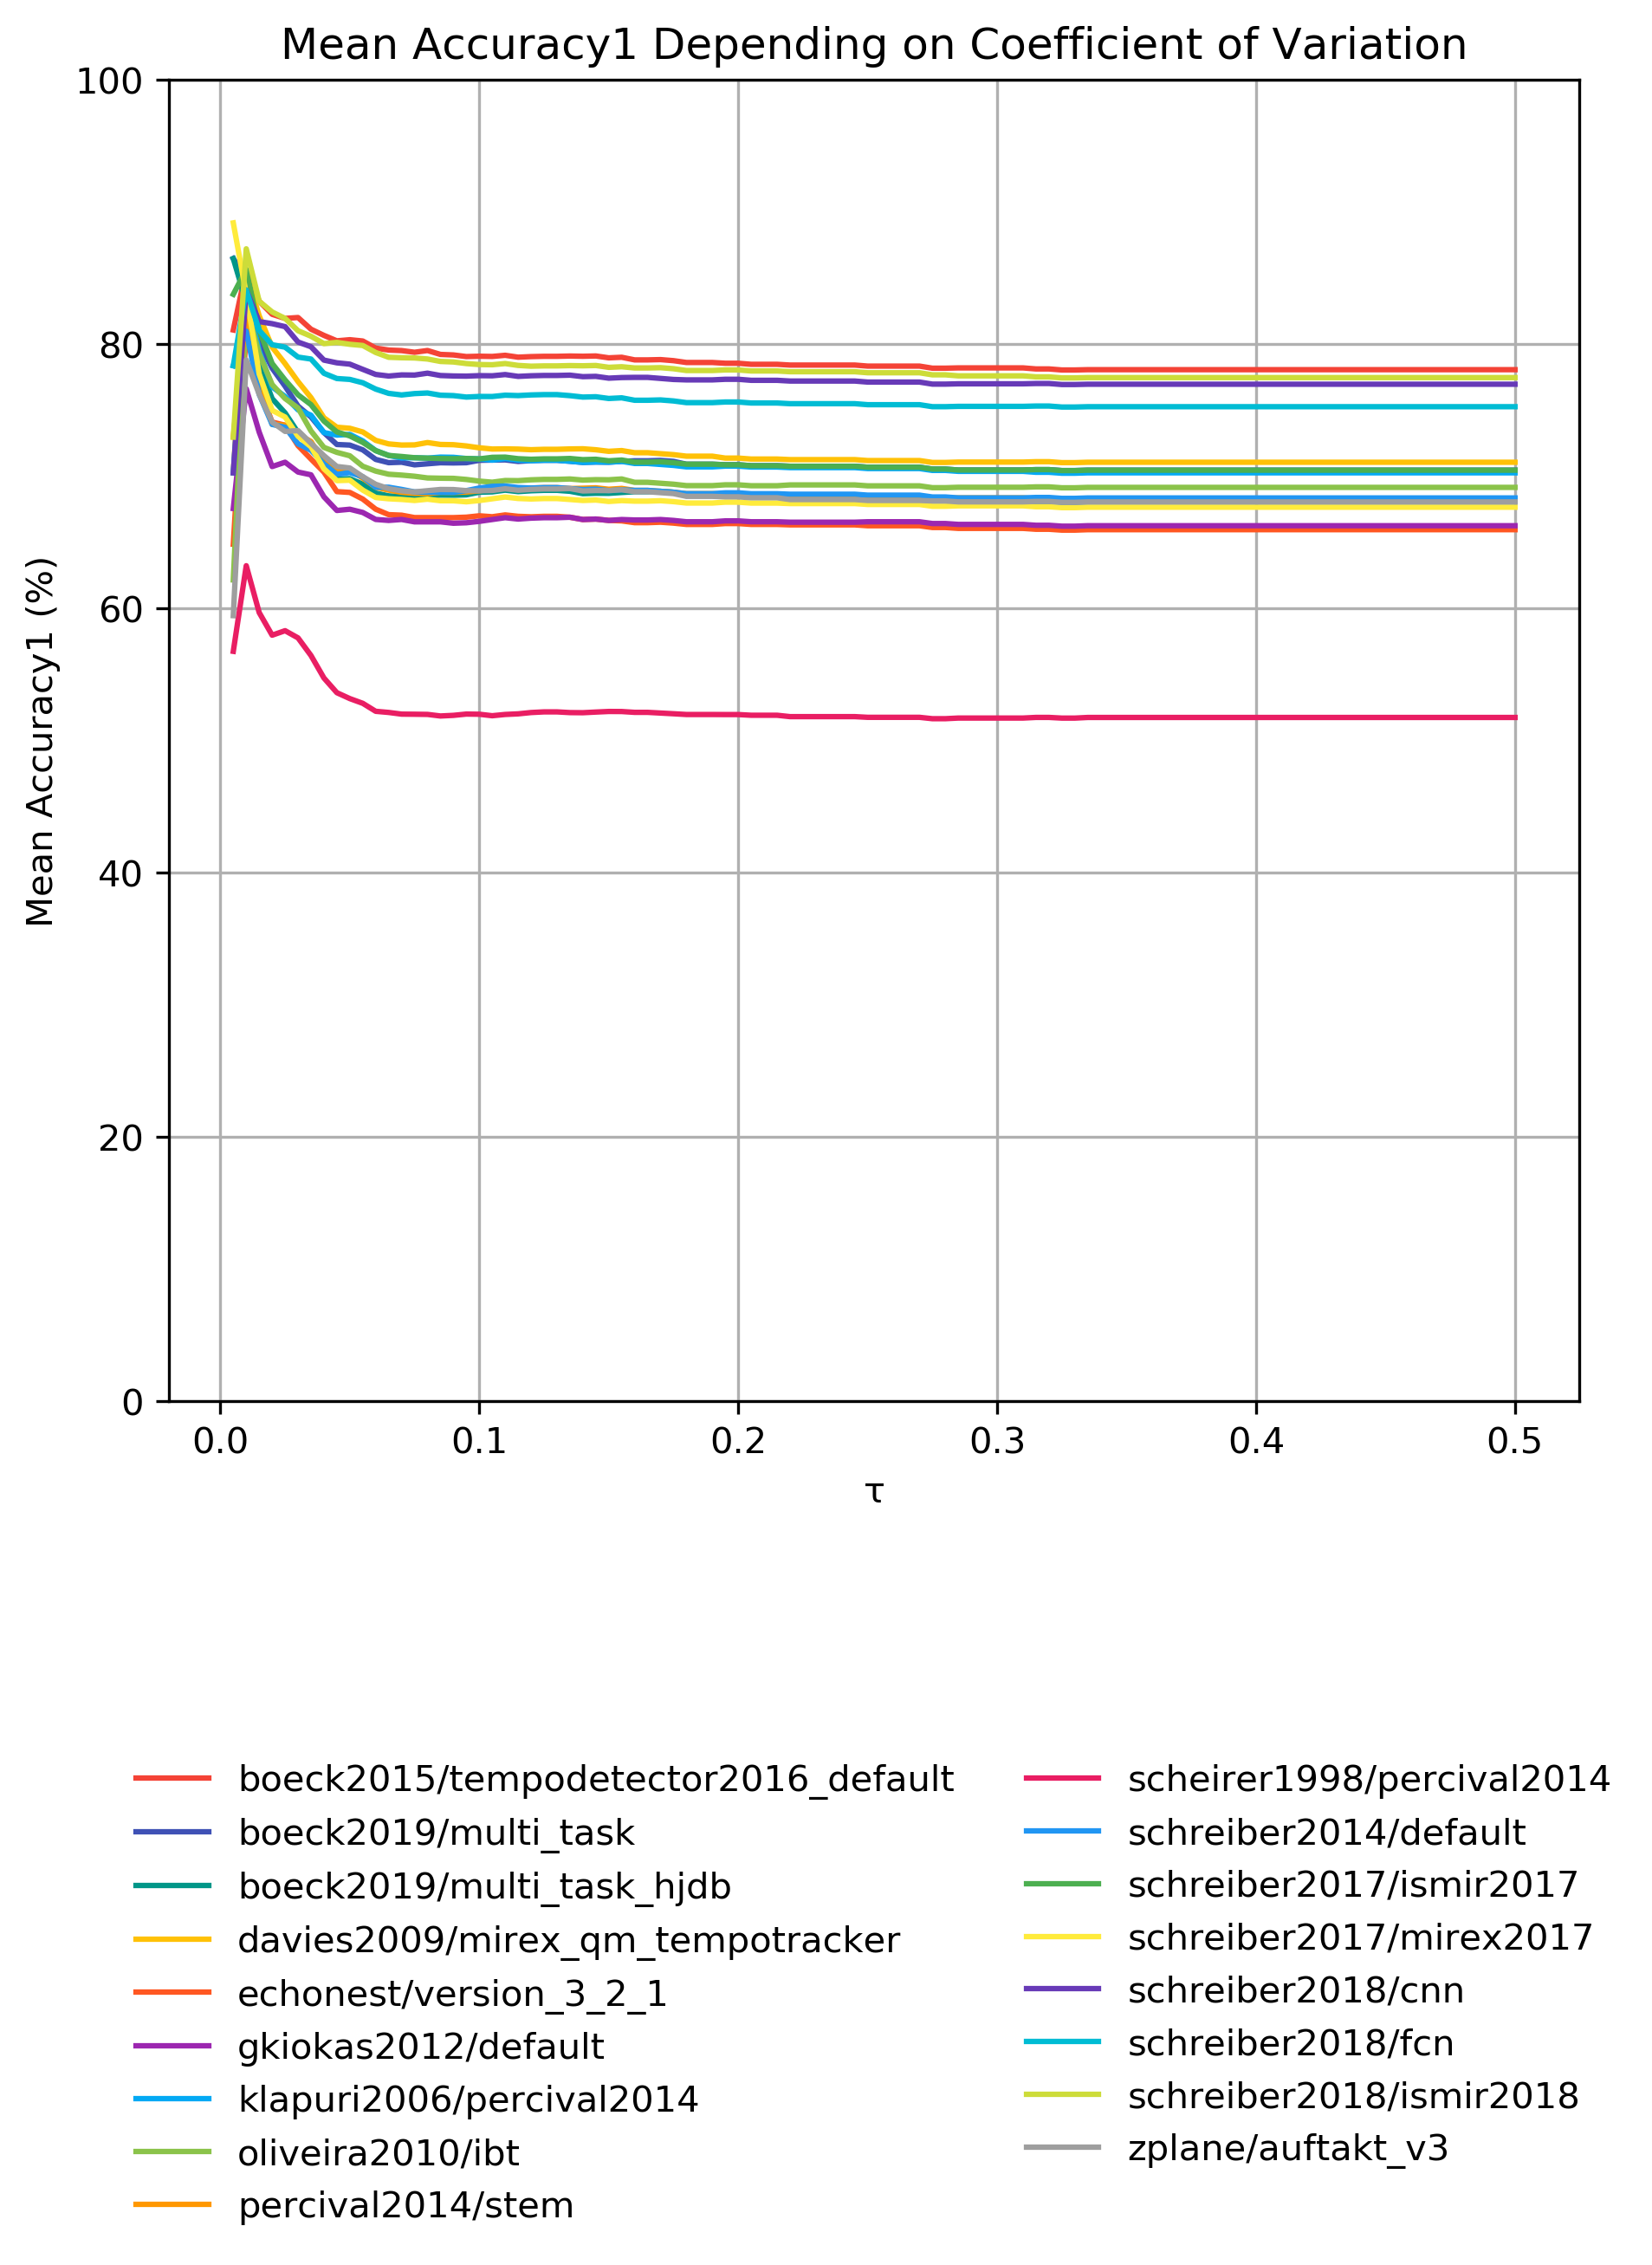 Mean Accuracy1 Depending on Coefficient of Variation
100
80
60
40
20
0
Mean Accuracy1 (%)
0.0 0.1 0.2 0.3 0.4 0.5
τ
boeck2015/tempodetector2016_default
boeck2019/multi_task
boeck2019/multi_task_hjdb
davies2009/mirex_qm_tempotracker
echonest/version_3_2_1
gkiokas2012/default
klapuri2006/percival2014
oliveira2010/ibt
percival2014/stem
scheirer1998/percival2014
schreiber2014/default
schreiber2017/ismir2017
schreiber2017/mirex2017
schreiber2018/cnn
schreiber2018/fcn
schreiber2018/ismir2018
zplane/auftakt_v3